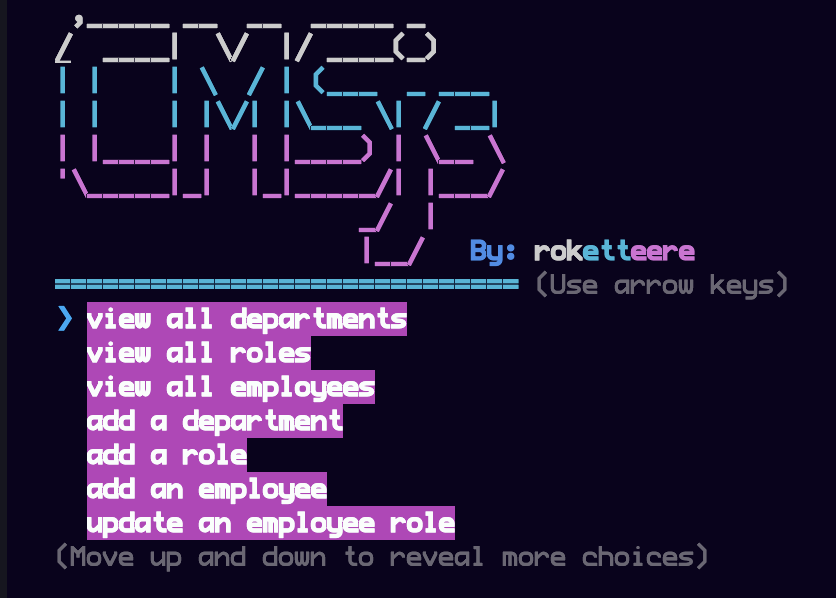 CMSys
By: roketteere
(Use arrow keys)
❯ view all departments
view all roles
view all employees
add a department
add a role
add an employee
update an employee role
(Move up and down to reveal more choices)